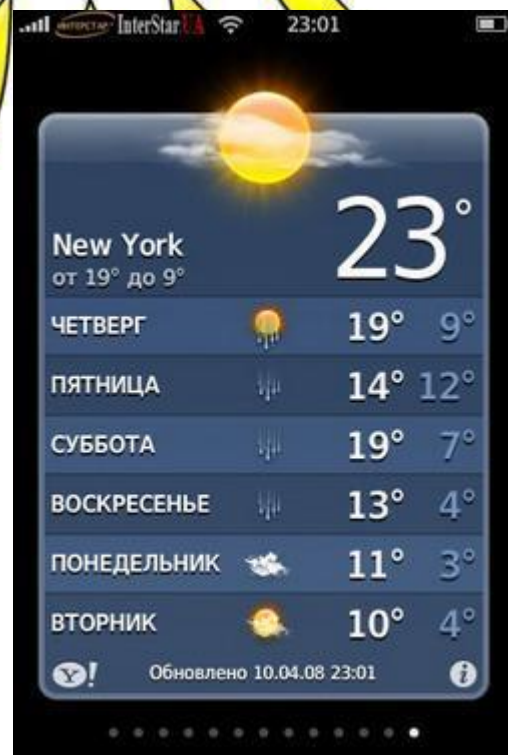 ИНТЕРСТАР InterStar UA 23:01
23°
New York
от 19° до 9°
ЧЕТВЕРГ 19° 9°
ПЯТНИЦА 14° 12°
СУББОТА 19° 7°
ВОСКРЕСЕНЬЕ 13° 4°
ПОНЕДЕЛЬНИК 11° 3°
ВТОРНИК 10° 4°
Y! Обновлено 10.04.08 23:01 i